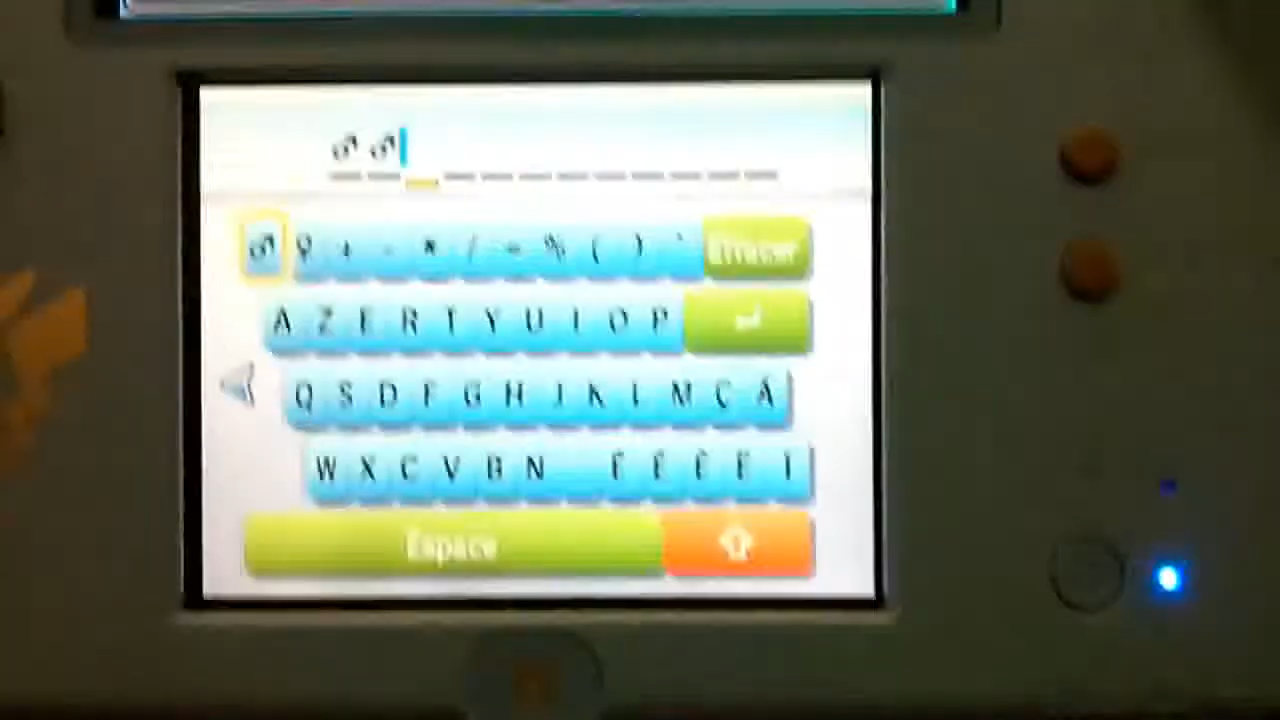 ♂♂
♂ ♀ + - * / = % ( ) ` Effacer
A Z E R T Y U I O P ↵
Q S D F G H J K L M Ç À
W X C V B N
Espace